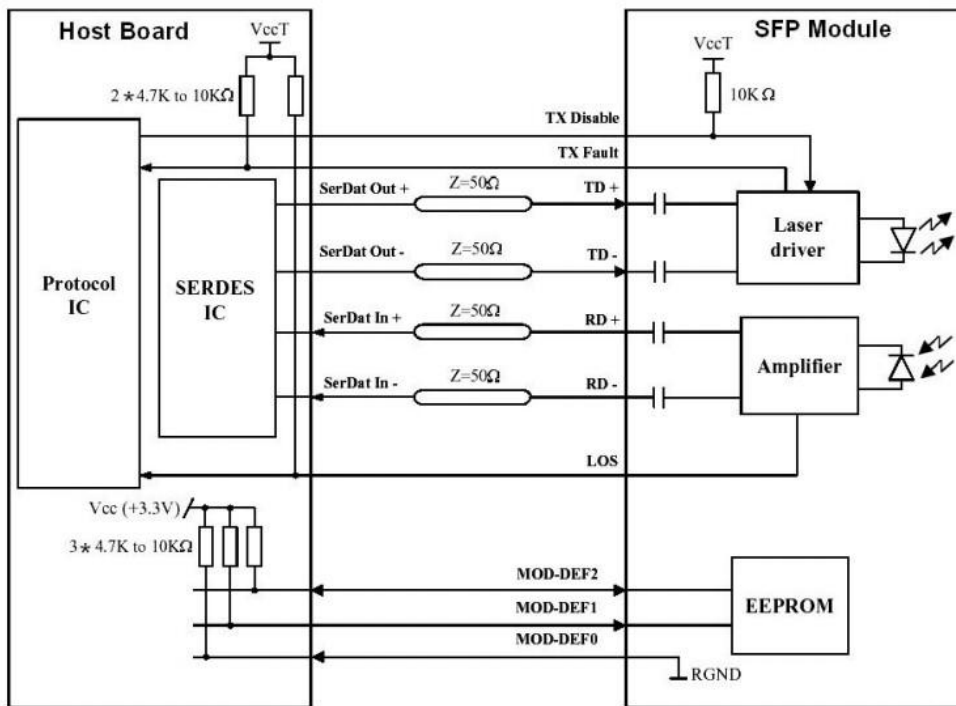 Host Board
SFP Module
VccT
VccT
2*4.7K to 10KΩ
10KΩ
TX Disable
TX Fault
SerDat Out +
Z=50Ω
TD +
Laser
driver
SerDat Out -
Z=50Ω
TD -
Protocol
IC
SERDES
IC
SerDat In +
Z=50Ω
RD +
Amplifier
SerDat In -
Z=50Ω
RD -
LOS
Vcc (+3.3V)
3*4.7K to 10KΩ
MOD-DEF2
EEPROM
MOD-DEF1
MOD-DEF0
RGND